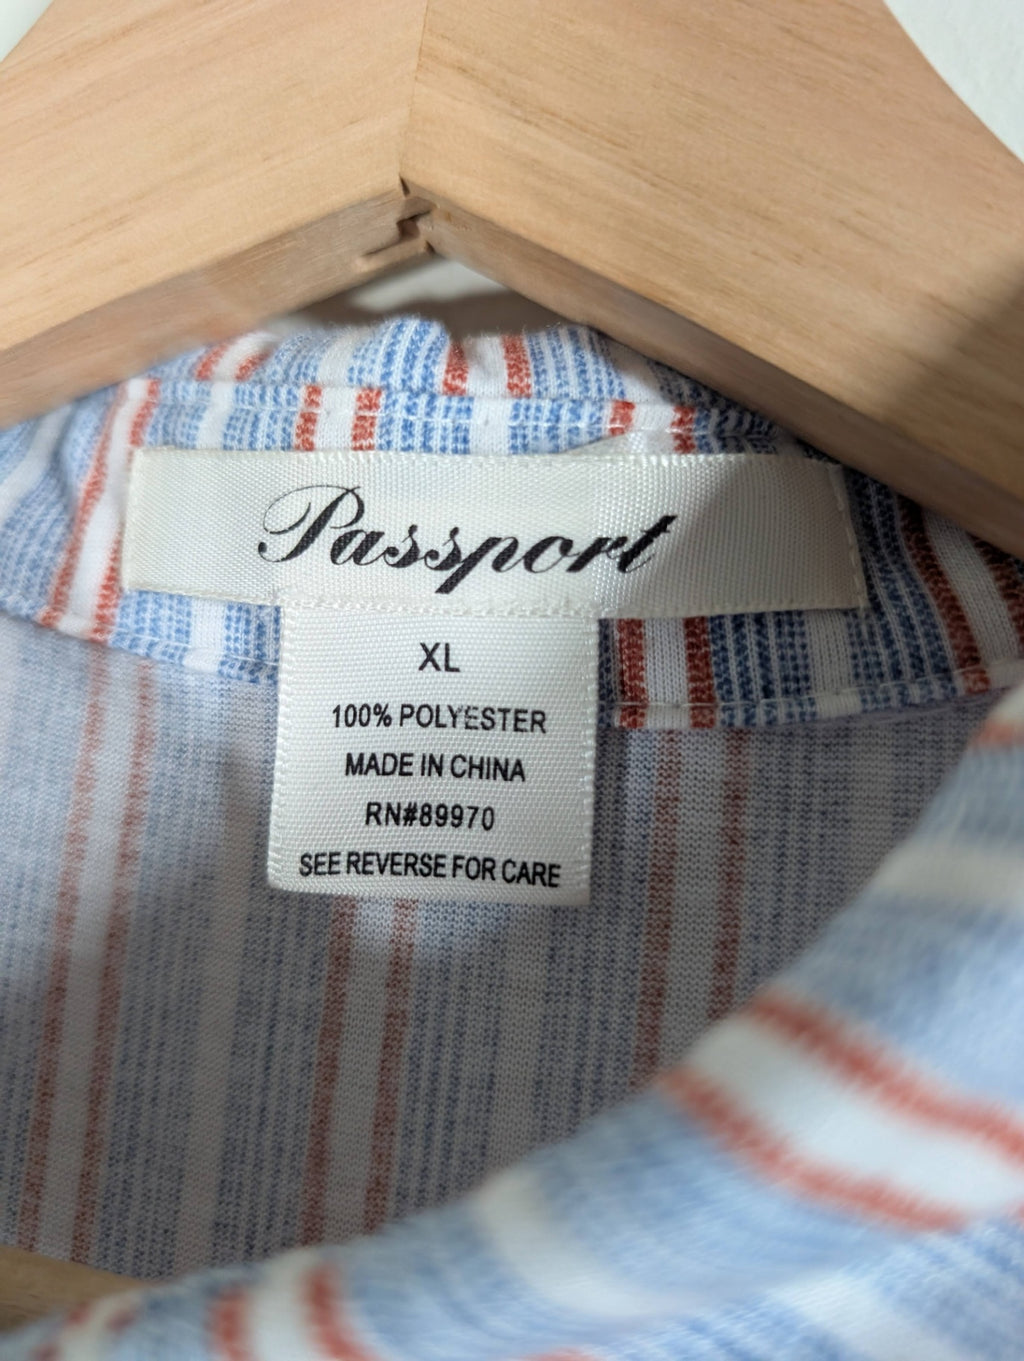 Passport
XL
100% POLYESTER
MADE IN CHINA
RN#89970
SEE REVERSE FOR CARE